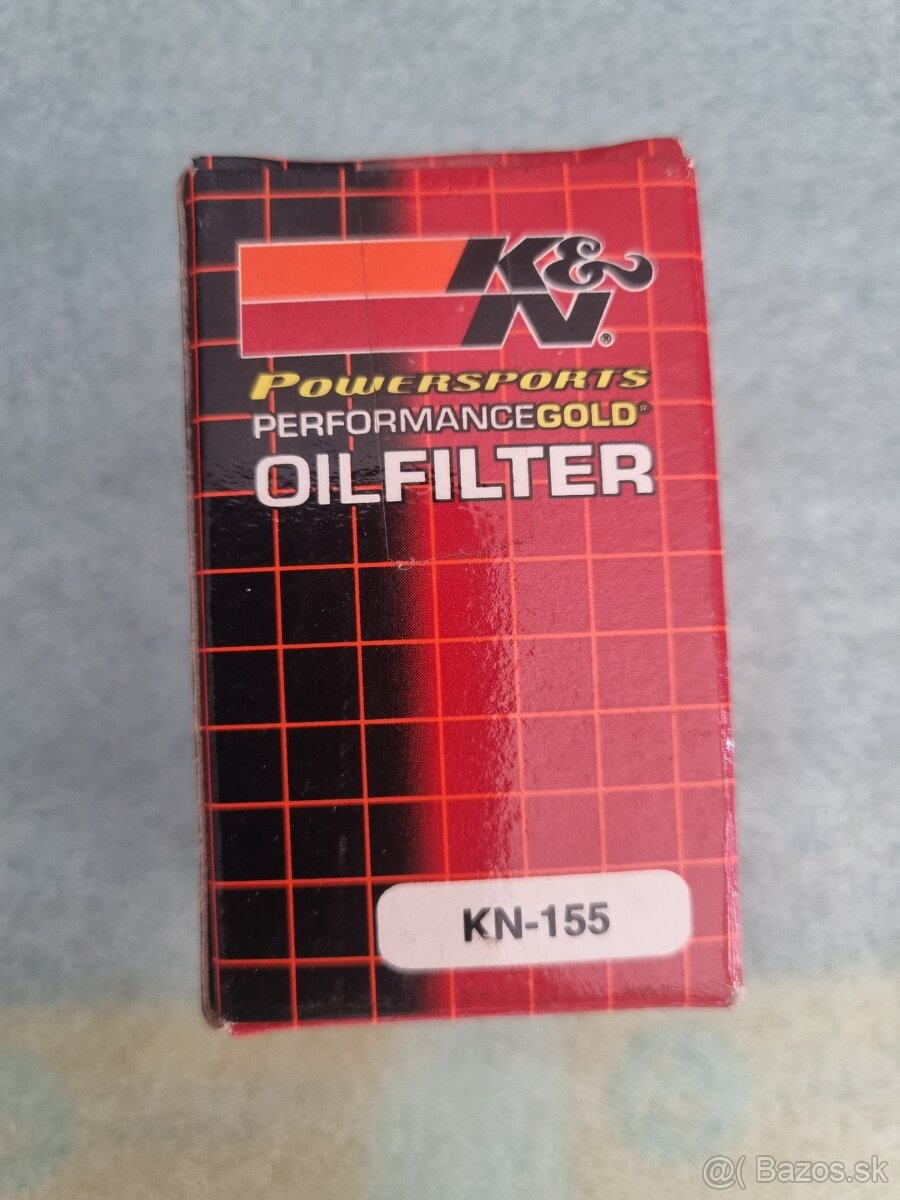 K&
N®
POWERSPORTS
PERFORMANCEGOLD
OILFILTER
KN-155
@( Bazos.sk